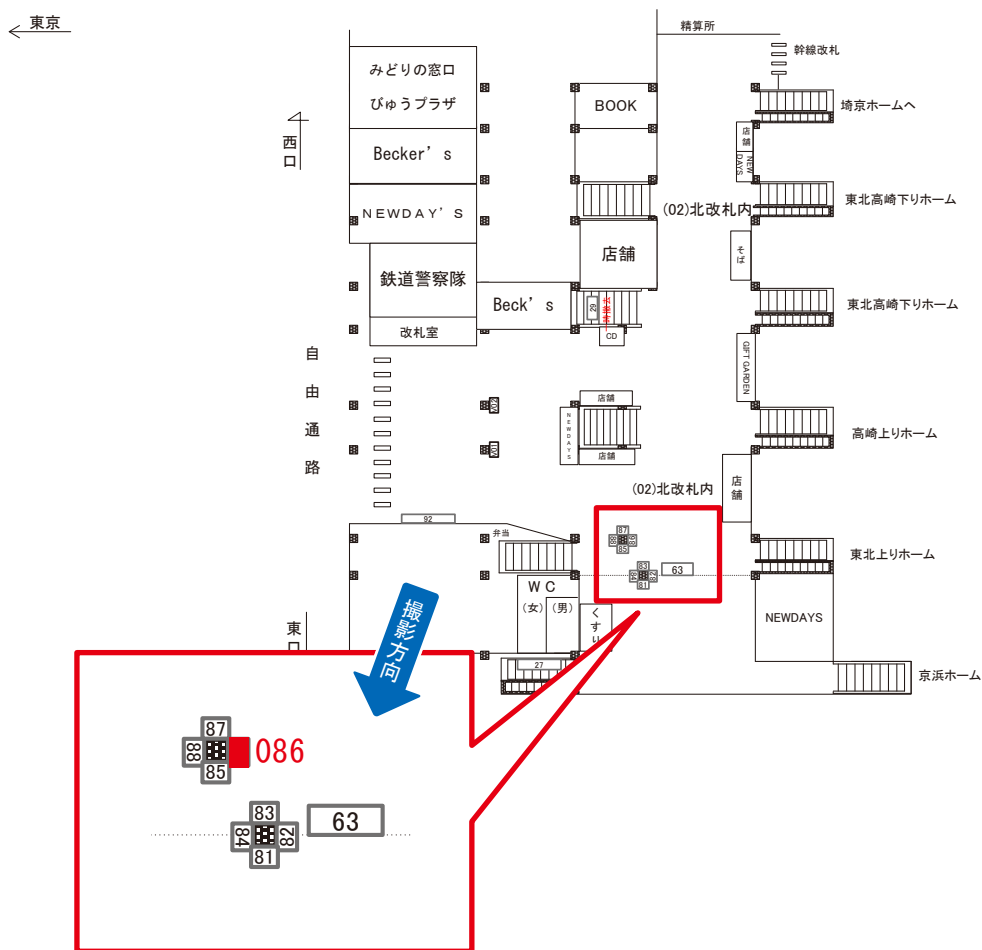 東京
精算所
幹線改札
みどりの窓口
びゅうプラザ
BOOK
埼京ホームへ
西口
店舗
Becker’s
NEW DAYS
NEWDAY’S
(02)北改札内
東北高崎下りホーム
店舗
そば
鉄道警察隊
Beck’s
29
東北高崎下りホーム
改札室
CD
GIFT GARDEN
自由通路
店舗
NEWDAYS
高崎上りホーム
店舗
店舗
(02)北改札内
92
弁当
87
88
86
85
東北上りホーム
83
84
82
81
63
WC
(女)
(男)
くすり
NEWDAYS
撮影方向
東口
27
京浜ホーム
87
88
086
85
83
84
82
81
63